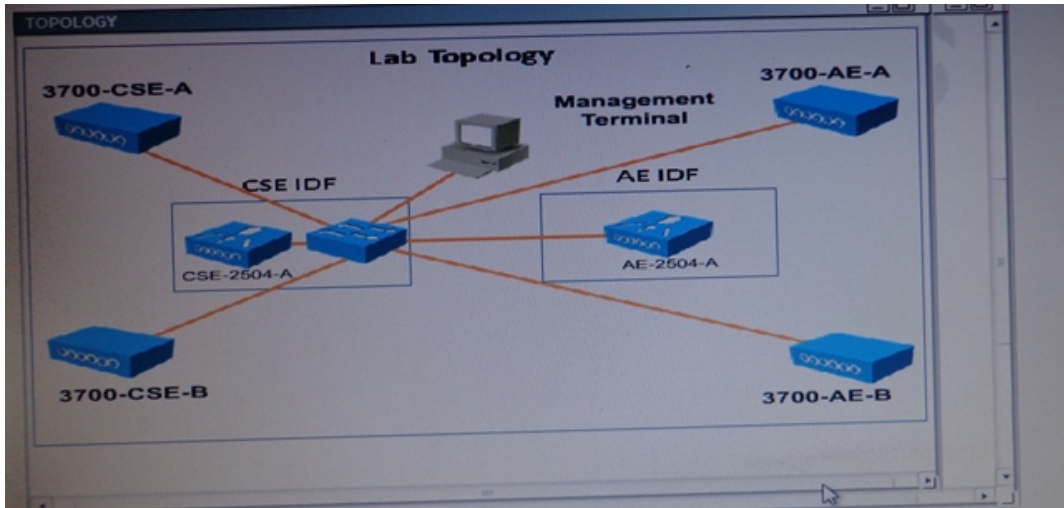 TOPOLOGY
Lab Topology
3700-CSE-A
3700-AE-A
Management
Terminal
CSE IDF
AE IDF
CSE-2504-A
AE-2504-A
3700-CSE-B
3700-AE-B